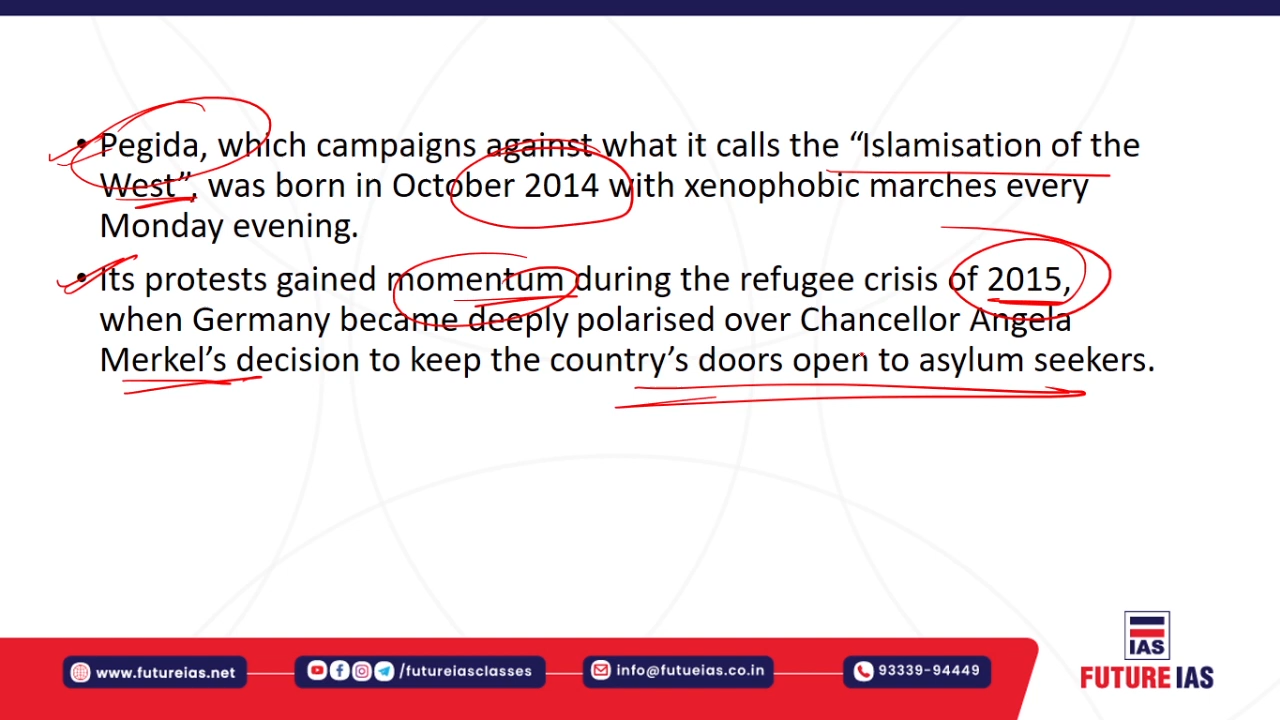 • Pegida, which campaigns against what it calls the “Islamisation of the
West”, was born in October 2014 with xenophobic marches every
Monday evening.
• Its protests gained momentum during the refugee crisis of 2015,
when Germany became deeply polarised over Chancellor Angela
Merkel’s decision to keep the country’s doors open to asylum seekers.
www.futureias.net
/futureiasclasses
info@futueias.co.in
93339-94449
IAS
FUTURE IAS